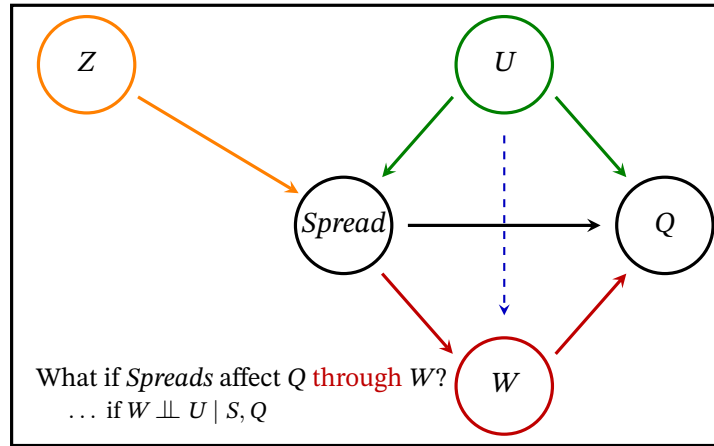 Z
U
Spread
Q
W
What if Spreads affect Q through W?
... if W ⫫ U | S, Q